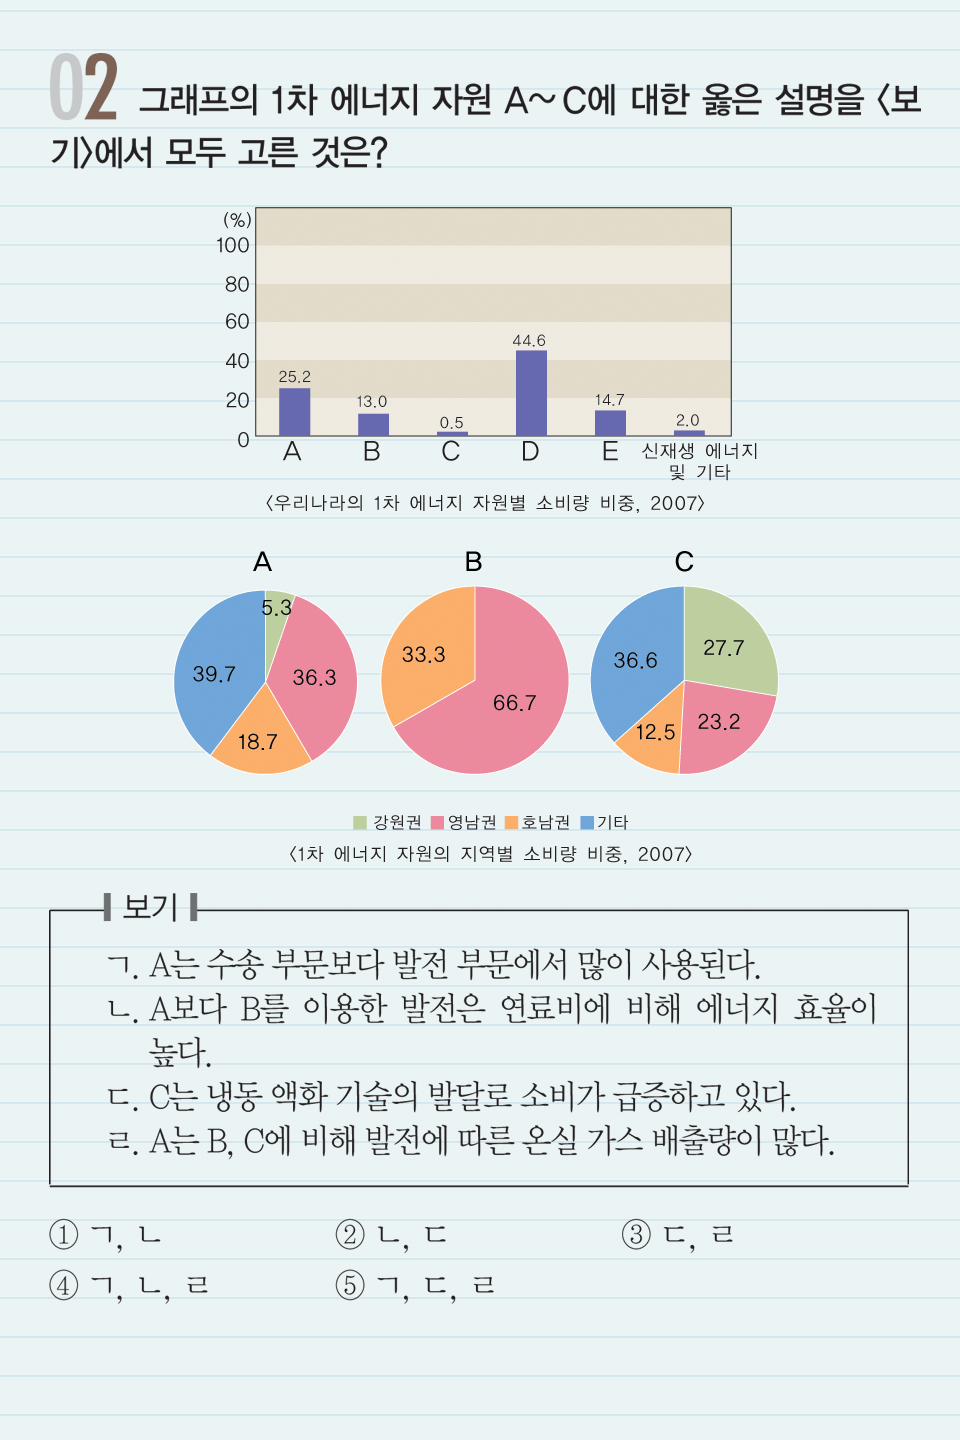 02 그래프의 1차 에너지 자원 A～C에 대한 옳은 설명을 〈보
기〉에서 모두 고른 것은?
(%)
100
80
60
40
20
0
25.2
13.0
0.5
44.6
14.7
2.0
A B C D E 신재생 에너지
및 기타
〈우리나라의 1차 에너지 자원별 소비량 비중, 2007〉
A B C
5.3
36.3
18.7
39.7
33.3
66.7
27.7
23.2
12.5
36.6
강원권 영남권 호남권 기타
〈1차 에너지 자원의 지역별 소비량 비중, 2007〉
보기
ㄱ. A는 수송 부문보다 발전 부문에서 많이 사용된다.
ㄴ. A보다 B를 이용한 발전은 연료비에 비해 에너지 효율이
높다.
ㄷ. C는 냉동 액화 기술의 발달로 소비가 급증하고 있다.
ㄹ. A는 B, C에 비해 발전에 따른 온실 가스 배출량이 많다.
① ㄱ, ㄴ ② ㄴ, ㄷ ③ ㄷ, ㄹ
④ ㄱ, ㄴ, ㄹ ⑤ ㄱ, ㄷ, ㄹ